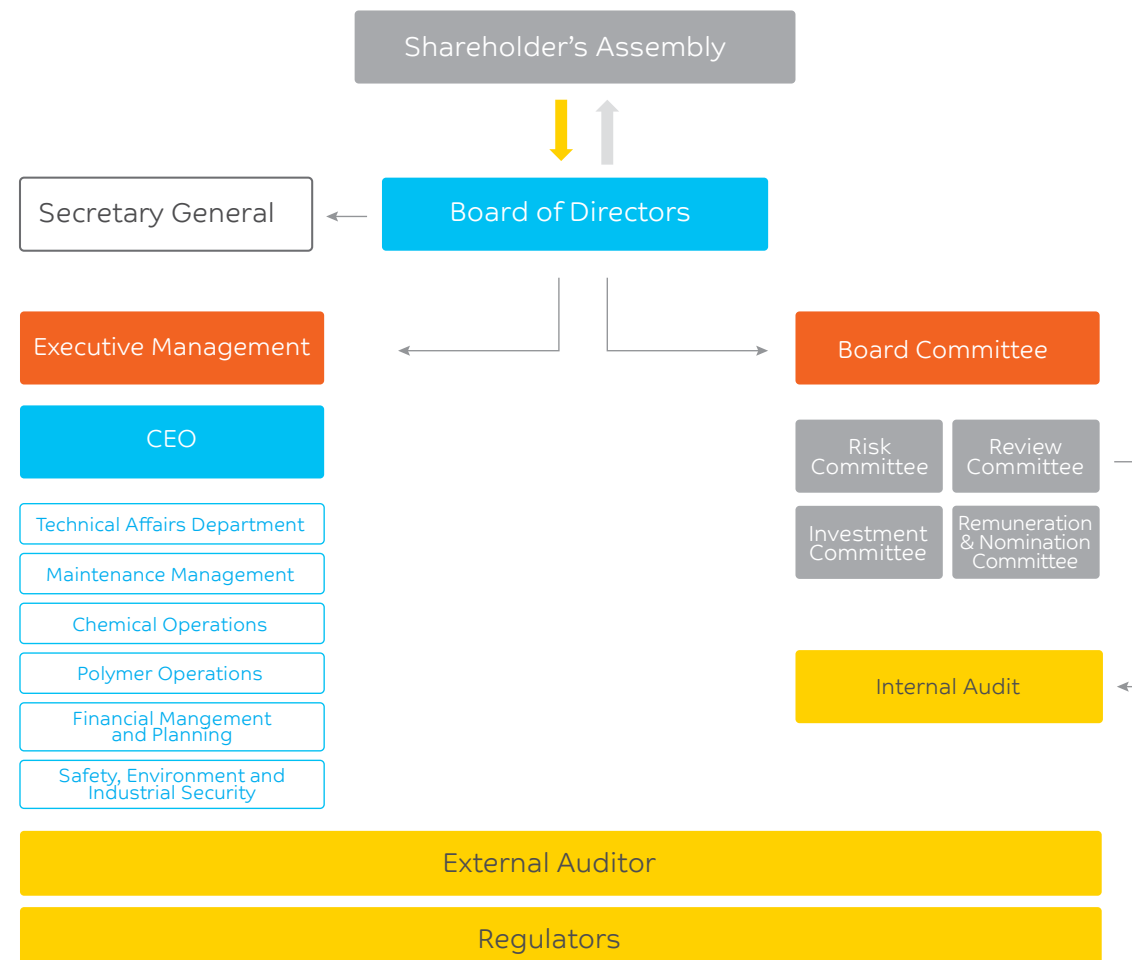 Shareholder’s Assembly
Secretary General
Board of Directors
Executive Management
Board Committee
CEO
Risk
Committee
Review
Committee
Technical Affairs Department
Investment
Committee
Remuneration
& Nomination
Committee
Maintenance Management
Chemical Operations
Polymer Operations
Internal Audit
Financial Mangement
and Planning
Safety, Environment and
Industrial Security
External Auditor
Regulators